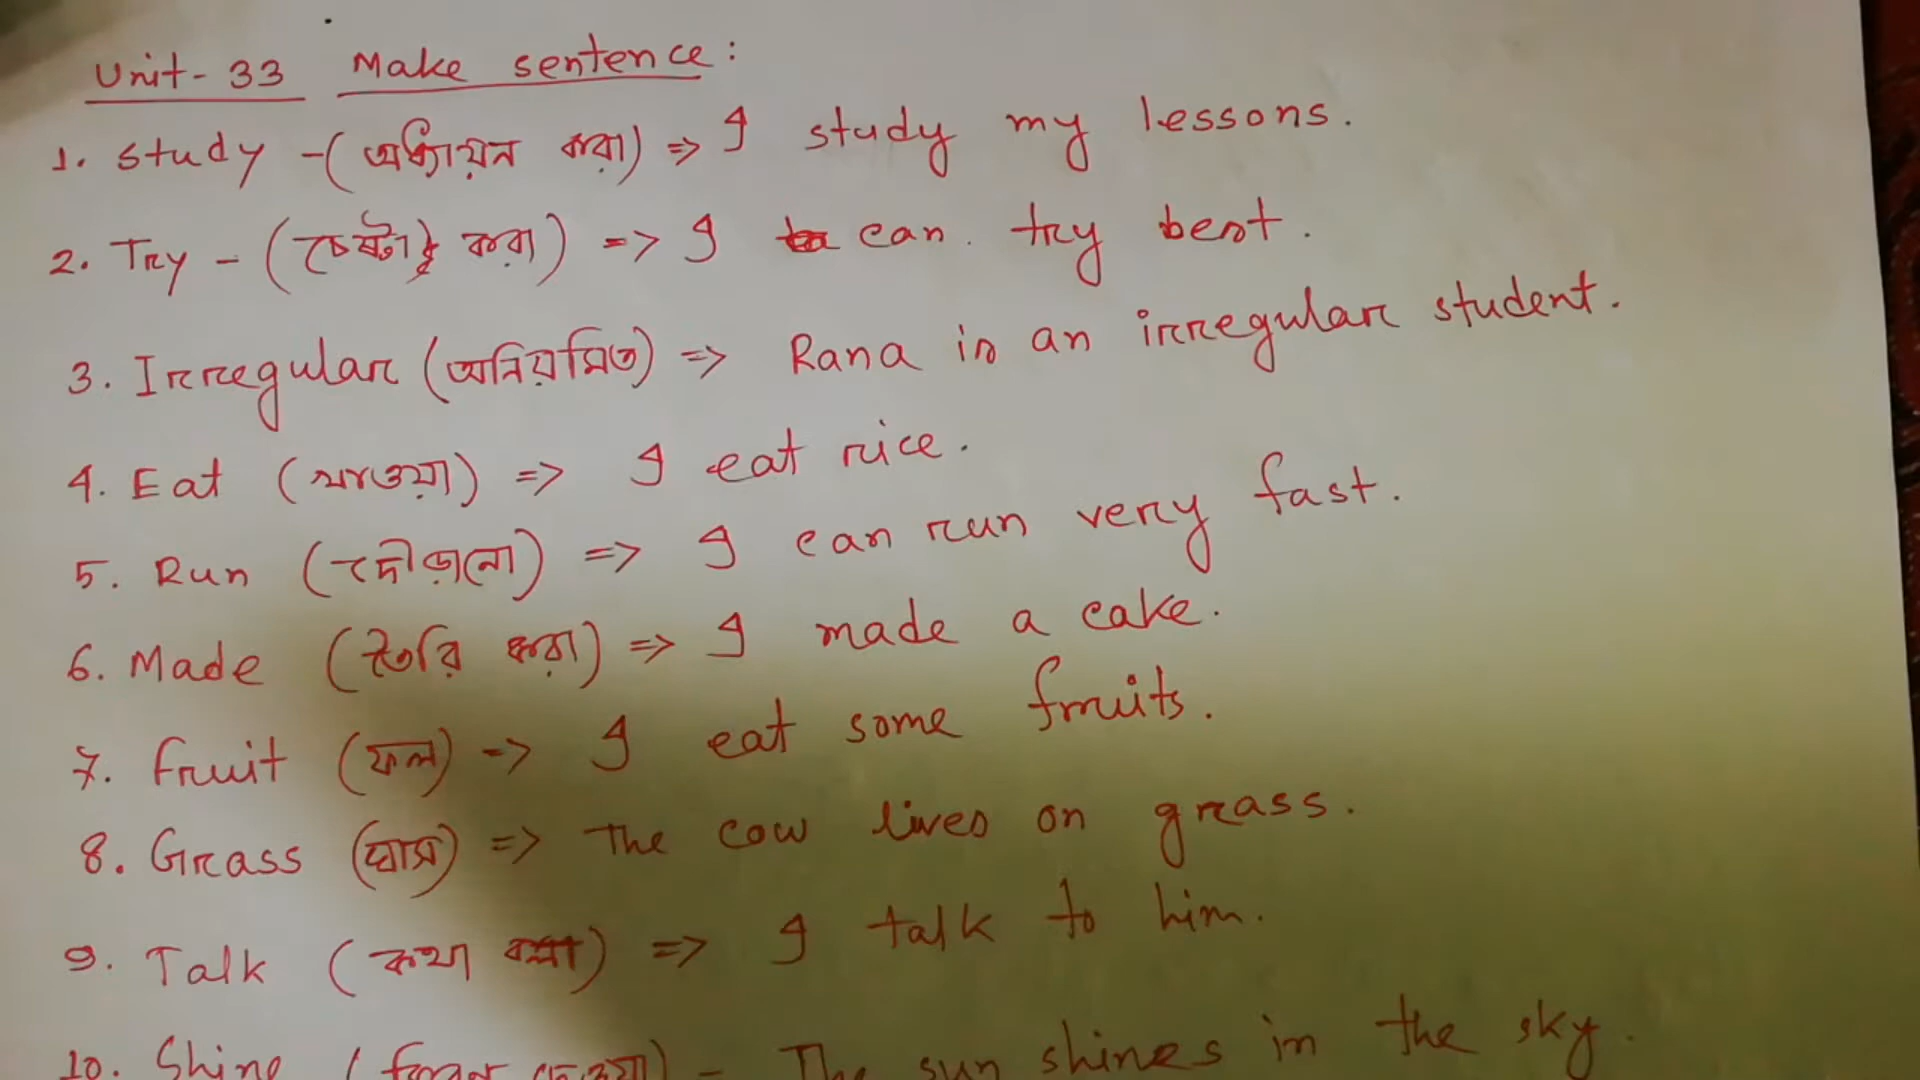 Unit-33 Make sentence:
1. Study -(অধ্যায়ন করা) => I study my lessons.
2. Try - (চেষ্টা করা) => I can try best.
3. Irregular (অনিয়মিত) => Rana is an irregular student.
4. Eat (খাওয়া) => I eat rice.
5. Run (দৌড়ানো) => I can run very fast.
6. Made (তৈরি করা) => I made a cake.
7. Fruit (ফল) => I eat some fruits.
8. Grass (ঘাস) => The cow lives on grass.
9. Talk (কথা বলা) => I talk to him.
10. Shine (কিরণ দেওয়া) - The sun shines in the sky.